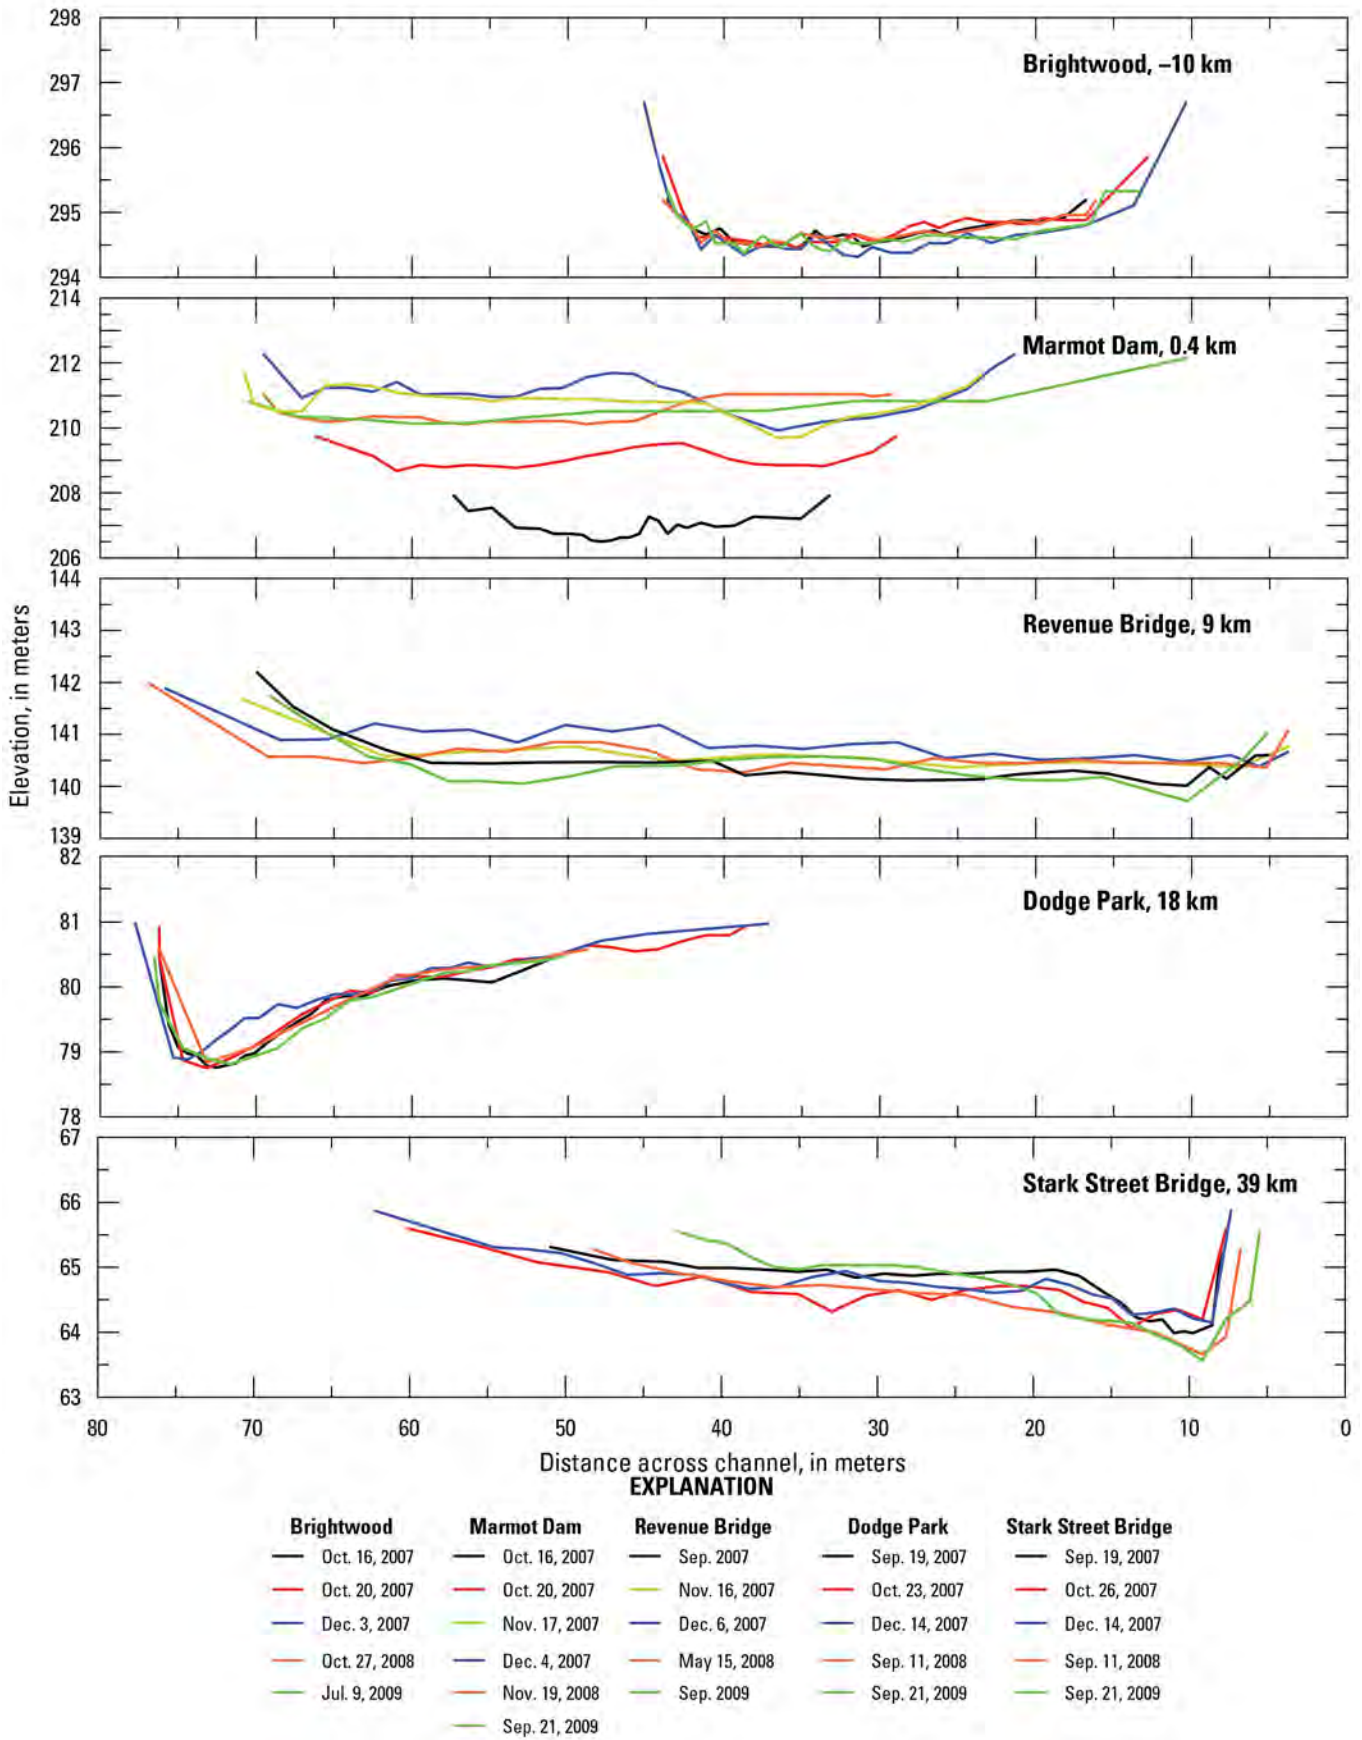 298
297
296
295
294
Brightwood, –10 km
214
212
210
208
206
Marmot Dam, 0.4 km
144
143
142
141
140
139
Revenue Bridge, 9 km
Elevation, in meters
82
81
80
79
78
Dodge Park, 18 km
67
66
65
64
63
Stark Street Bridge, 39 km
80 70 60 50 40 30 20 10 0
Distance across channel, in meters
EXPLANATION
Brightwood Marmot Dam Revenue Bridge Dodge Park Stark Street Bridge
Oct. 16, 2007 Oct. 16, 2007 Sep. 2007 Sep. 19, 2007 Sep. 19, 2007
Oct. 20, 2007 Oct. 20, 2007 Nov. 16, 2007 Oct. 23, 2007 Oct. 26, 2007
Dec. 3, 2007 Nov. 17, 2007 Dec. 6, 2007 Dec. 14, 2007 Dec. 14, 2007
Oct. 27, 2008 Dec. 4, 2007 May 15, 2008 Sep. 11, 2008 Sep. 11, 2008
Jul. 9, 2009 Nov. 19, 2008 Sep. 2009 Sep. 21, 2009 Sep. 21, 2009
Sep. 21, 2009